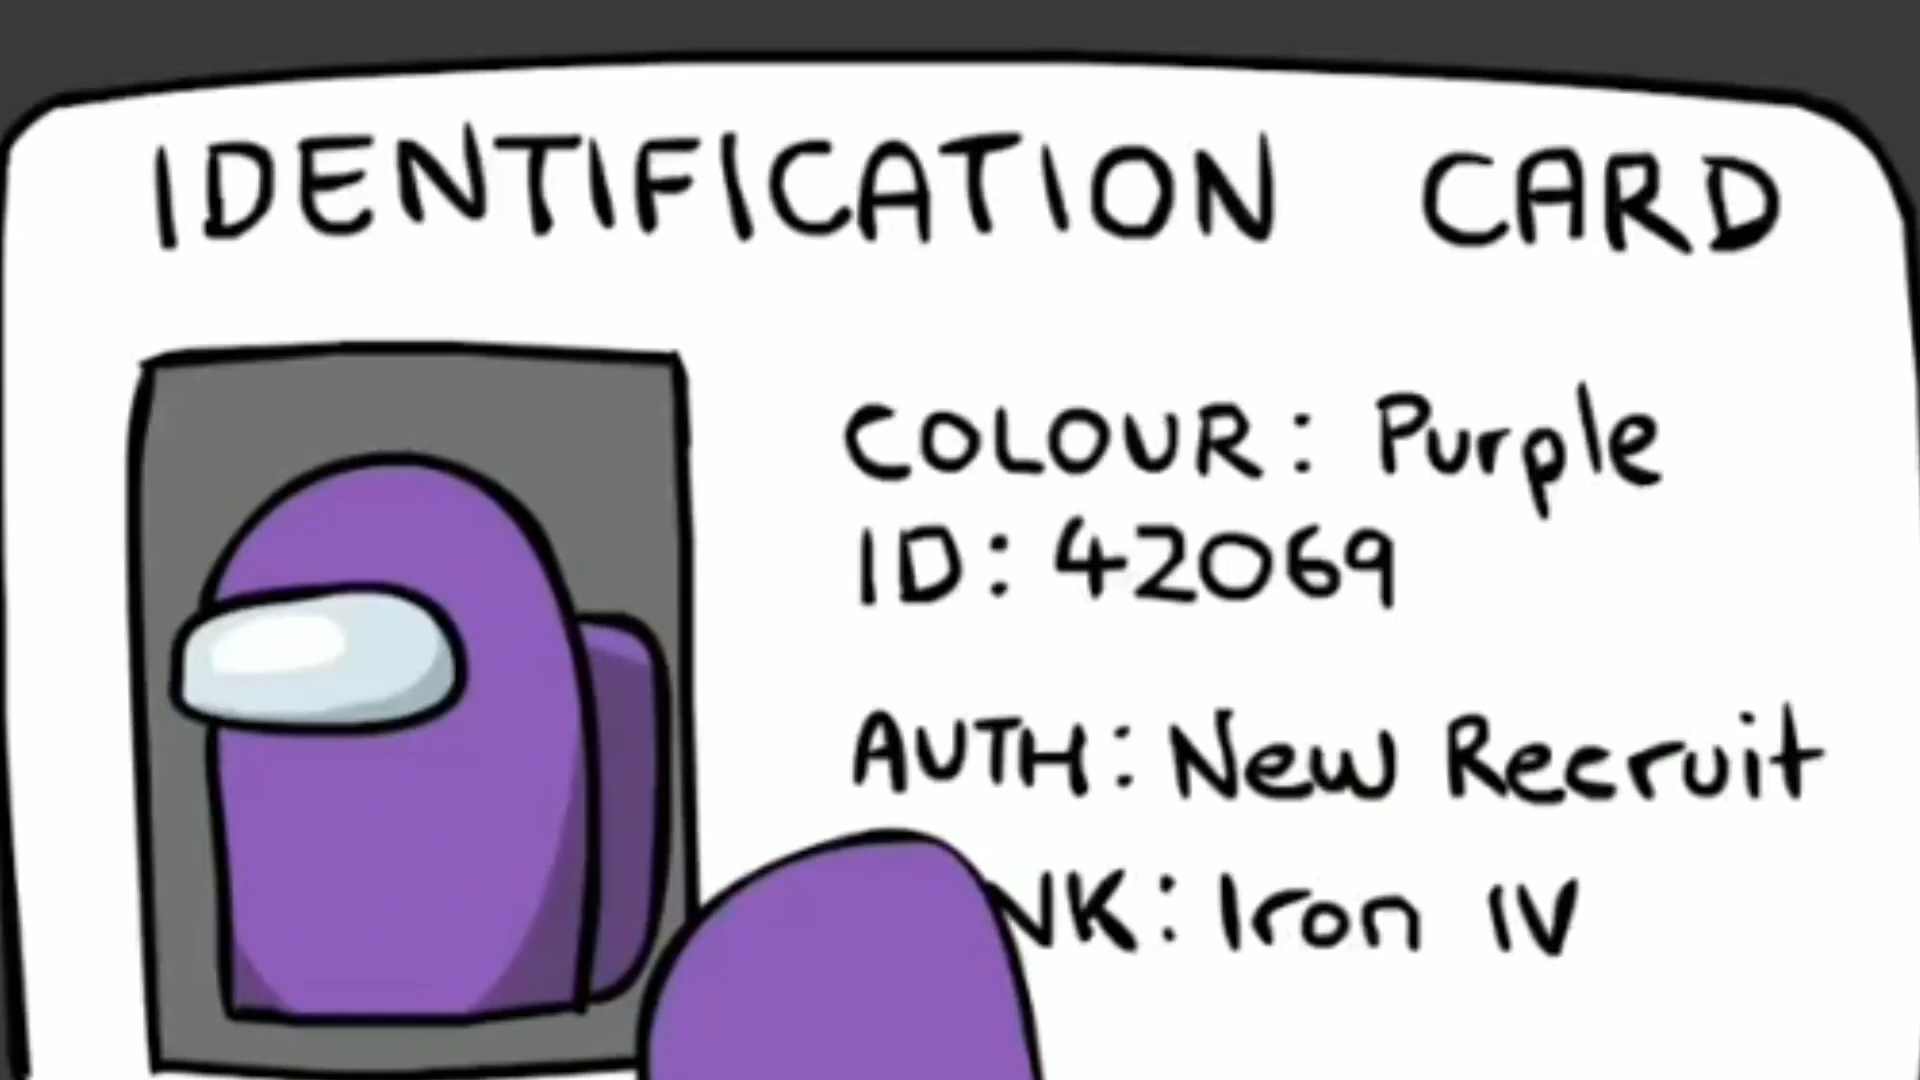 IDENTIFICATION CARD
COLOUR: Purple
ID: 42069
AUTH: New Recruit
NK: Iron IV